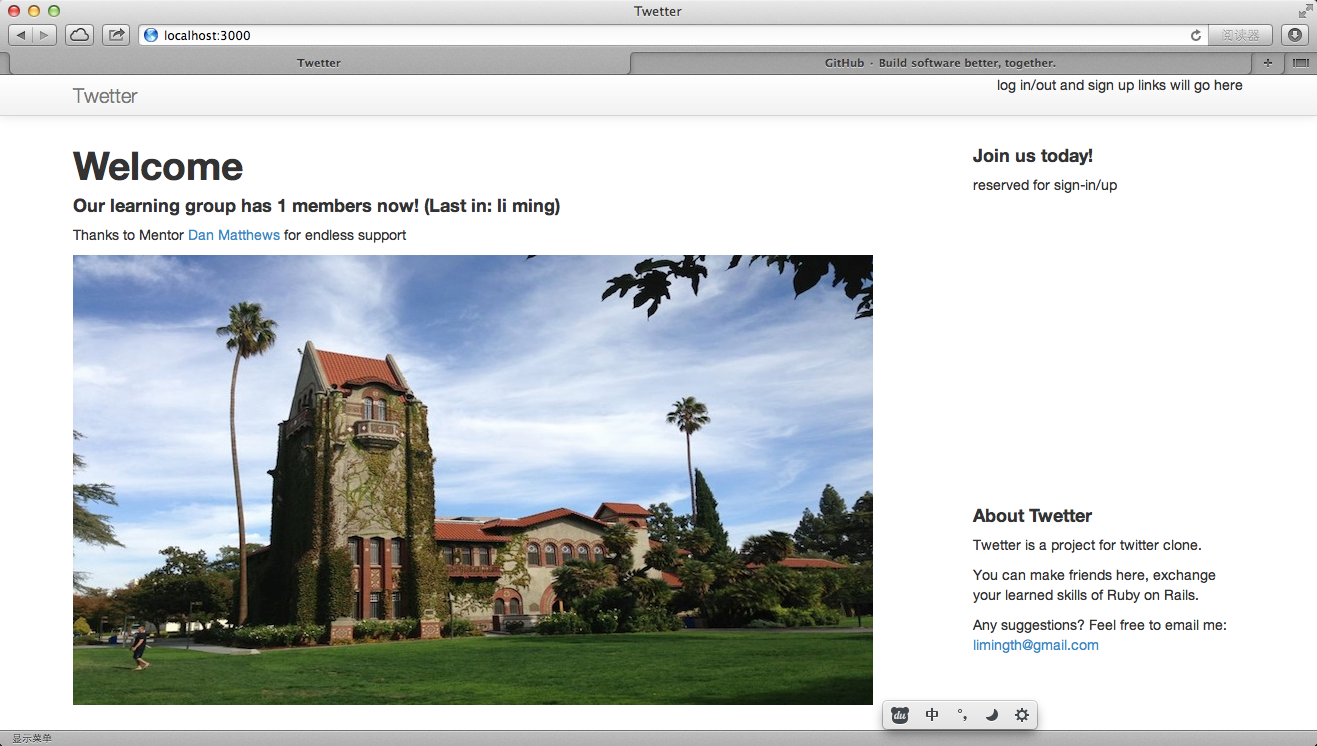 Twetter
localhost:3000
阅读器
Twetter
GitHub · Build software better, together.
Twetter
log in/out and sign up links will go here
Welcome
Our learning group has 1 members now! (Last in: li ming)
Thanks to Mentor Dan Matthews for endless support
Join us today!
reserved for sign-in/up
About Twetter
Twetter is a project for twitter clone.
You can make friends here, exchange
your learned skills of Ruby on Rails.
Any suggestions? Feel free to email me:
limingth@gmail.com
du 中 °,
显示菜单